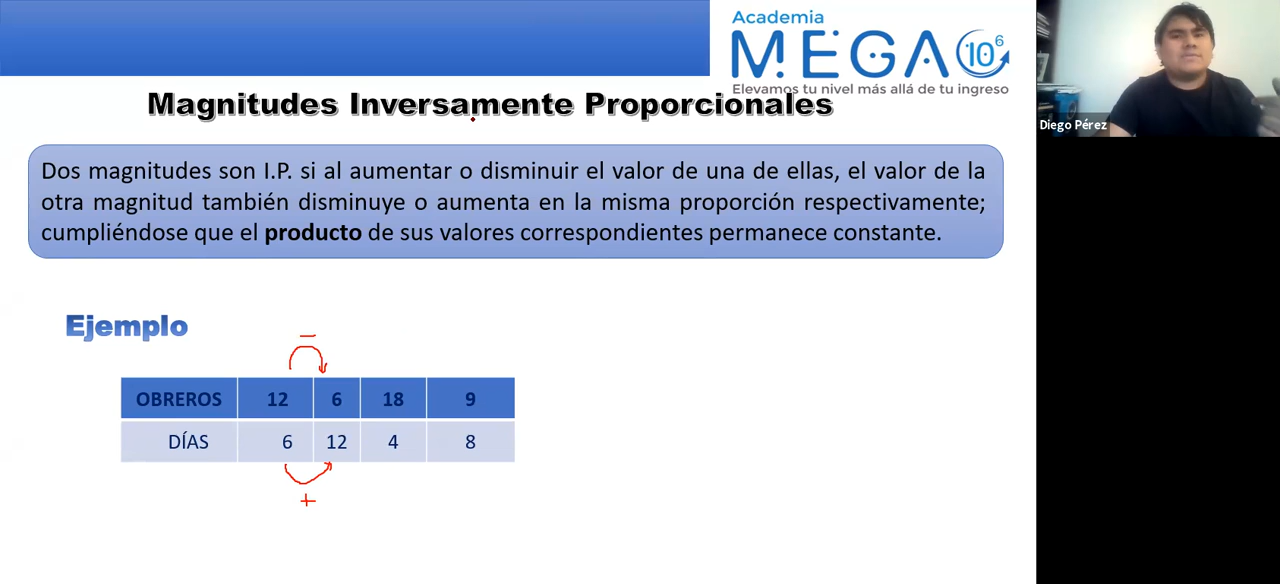 Academia
MEGA 10⁶
Elevamos tu nivel más allá de tu ingreso
Diego Pérez
Magnitudes Inversamente Proporcionales
Dos magnitudes son I.P. si al aumentar o disminuir el valor de una de ellas, el valor de la
otra magnitud también disminuye o aumenta en la misma proporción respectivamente;
cumpliéndose que el producto de sus valores correspondientes permanece constante.
Ejemplo
−
OBREROS 12 6 18 9
DÍAS 6 12 4 8
+